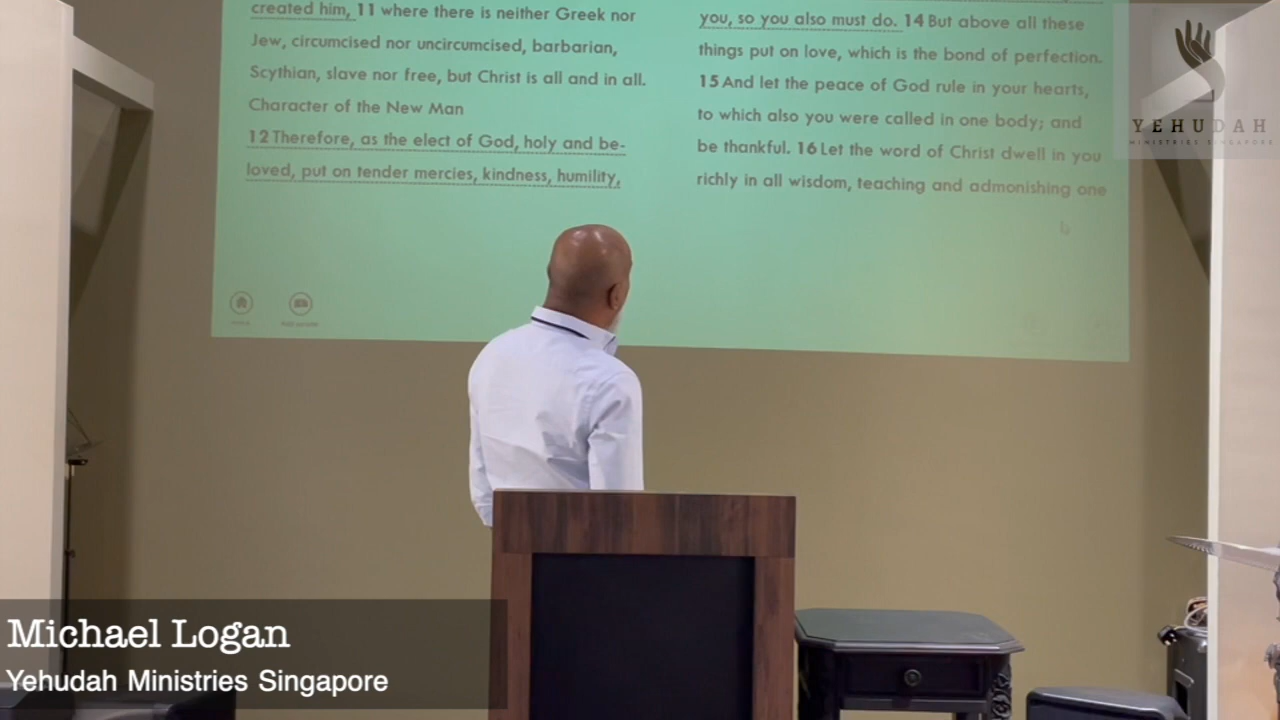 created him, 11 where there is neither Greek nor
Jew, circumcised nor uncircumcised, barbarian,
Scythian, slave nor free, but Christ is all and in all.
Character of the New Man
12 Therefore, as the elect of God, holy and be-
loved, put on tender mercies, kindness, humility,
you, so you also must do. 14 But above all these
things put on love, which is the bond of perfection.
15 And let the peace of God rule in your hearts,
to which also you were called in one body; and
be thankful. 16 Let the word of Christ dwell in you
richly in all wisdom, teaching and admonishing one
YEHUDAH
MINISTRIES SINGAPORE
Michael Logan
Yehudah Ministries Singapore